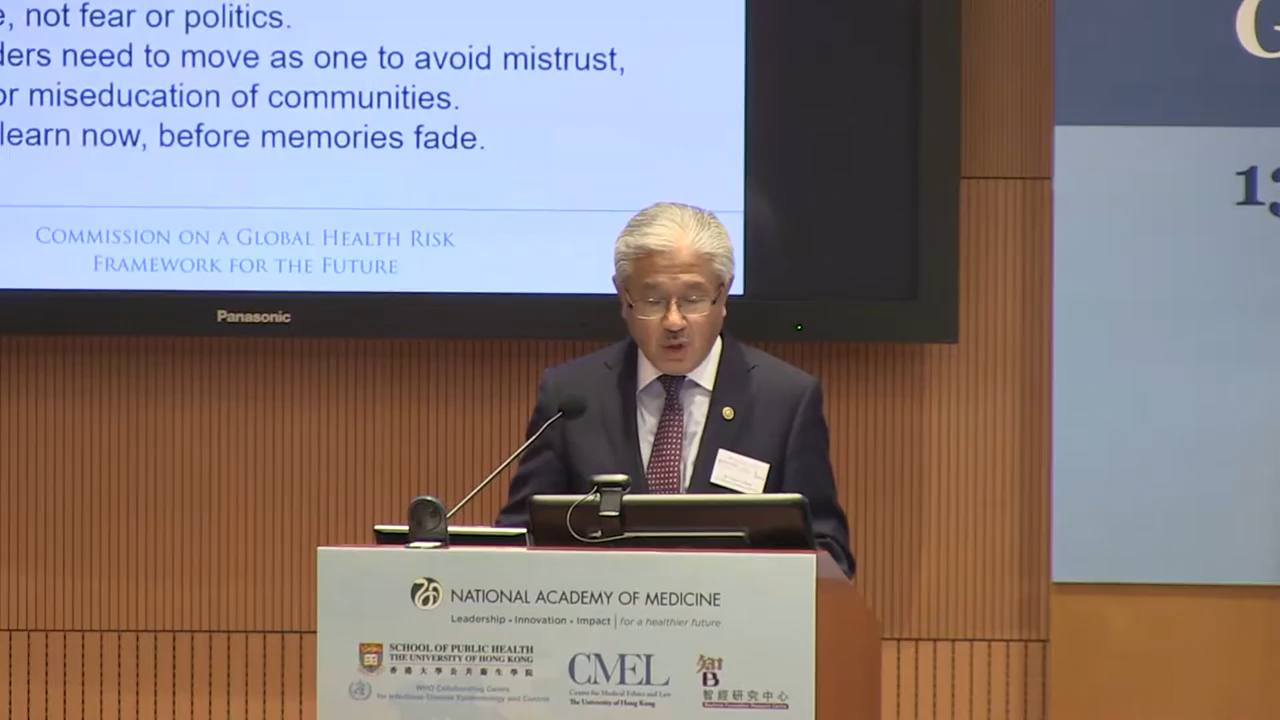 , not fear or politics.
ders need to move as one to avoid mistrust,
or miseducation of communities.
learn now, before memories fade.
COMMISSION ON A GLOBAL HEALTH RISK
FRAMEWORK FOR THE FUTURE
Panasonic
G
13
NATIONAL ACADEMY OF MEDICINE
Leadership • Innovation • Impact | for a healthier future
SCHOOL OF PUBLIC HEALTH
THE UNIVERSITY OF HONG KONG
香港大學公共衞生學院
WHO Collaborating Centre
for Infectious Disease Epidemiology and Control
CMEL
Centre for Medical Ethics and Law
The University of Hong Kong
智經研究中心